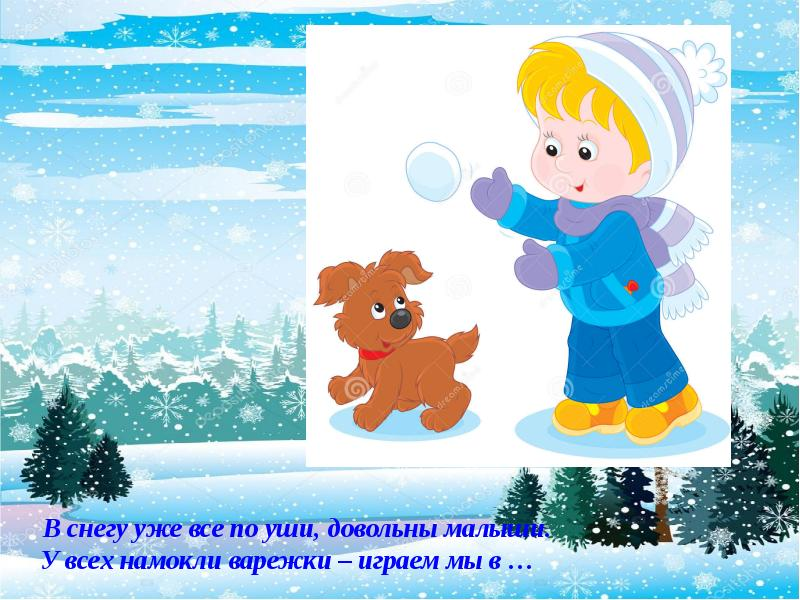 В снегу уже все по уши, довольны малыши.
У всех намокли варежки – играем мы в …